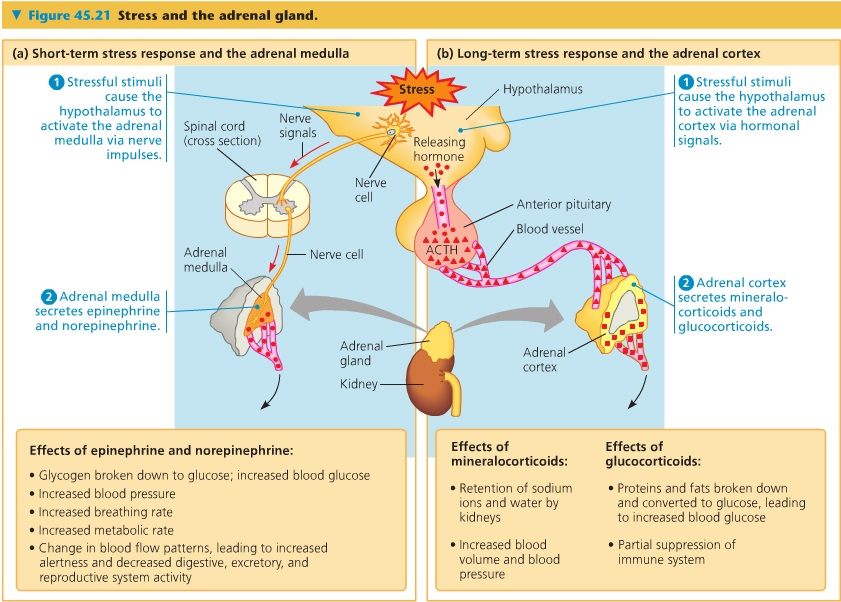 ▼ Figure 45.21 Stress and the adrenal gland.
(a) Short-term stress response and the adrenal medulla
1 Stressful stimuli
cause the
hypothalamus to
activate the adrenal
medulla via nerve
impulses.
Spinal cord
(cross section)
Nerve
signals
Nerve
cell
Stress
Hypothalamus
Releasing
hormone
Adrenal
medulla
Nerve cell
2 Adrenal medulla
secretes epinephrine
and norepinephrine.
Adrenal
gland
Kidney
Effects of epinephrine and norepinephrine:
• Glycogen broken down to glucose; increased blood glucose
• Increased blood pressure
• Increased breathing rate
• Increased metabolic rate
• Change in blood flow patterns, leading to increased
alertness and decreased digestive, excretory, and
reproductive system activity
(b) Long-term stress response and the adrenal cortex
1 Stressful stimuli
cause the hypothalamus
to activate the adrenal
cortex via hormonal
signals.
Anterior pituitary
Blood vessel
ACTH
2 Adrenal cortex
secretes mineralo-
corticoids and
glucocorticoids.
Adrenal
cortex
Effects of
mineralocorticoids:
• Retention of sodium
ions and water by
kidneys
• Increased blood
volume and blood
pressure
Effects of
glucocorticoids:
• Proteins and fats broken down
and converted to glucose, leading
to increased blood glucose
• Partial suppression of
immune system